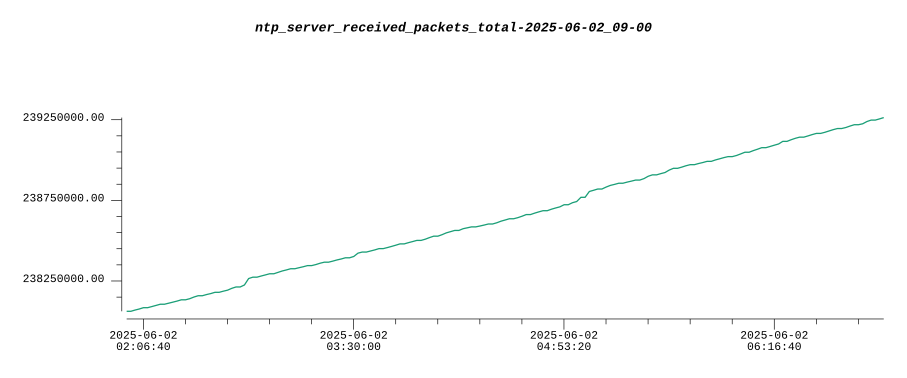 ntp_server_received_packets_total-2025-06-02_09-00
239250000.00
238750000.00
238250000.00
2025-06-02 2025-06-02 2025-06-02 2025-06-02
02:06:40 03:30:00 04:53:20 06:16:40